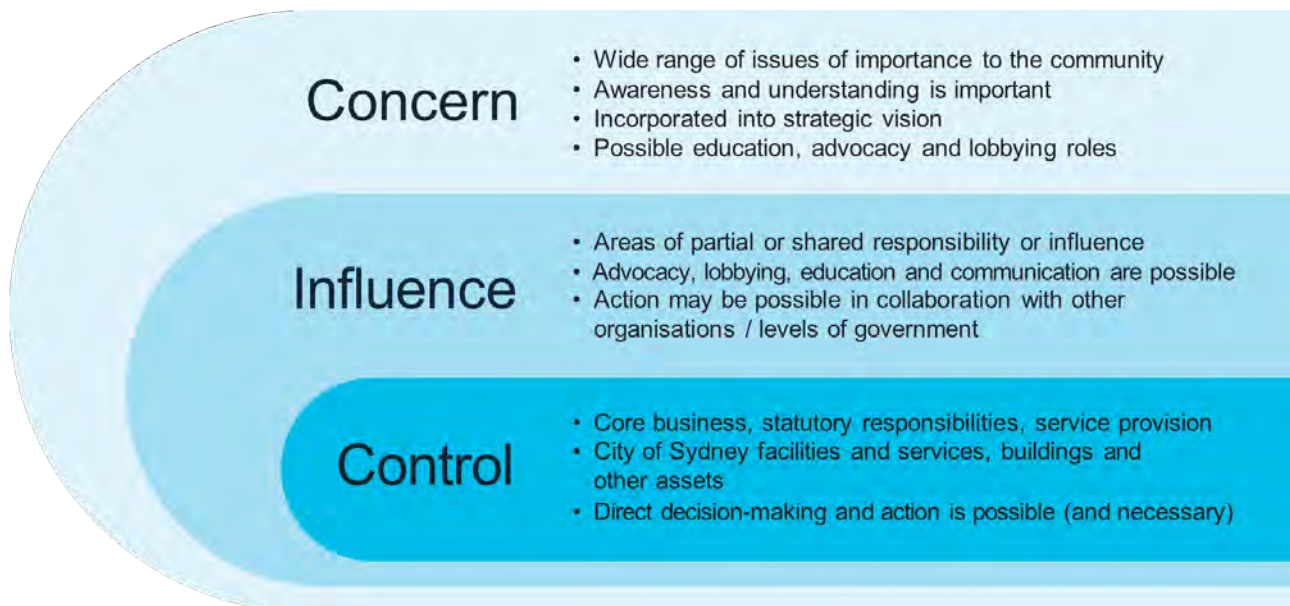 Concern
• Wide range of issues of importance to the community
• Awareness and understanding is important
• Incorporated into strategic vision
• Possible education, advocacy and lobbying roles
Influence
• Areas of partial or shared responsibility or influence
• Advocacy, lobbying, education and communication are possible
• Action may be possible in collaboration with other
organisations / levels of government
Control
• Core business, statutory responsibilities, service provision
• City of Sydney facilities and services, buildings and
other assets
• Direct decision-making and action is possible (and necessary)